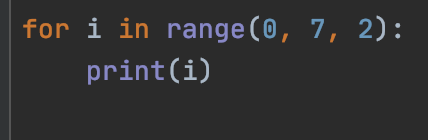 for i in range(0, 7, 2):
    print(i)